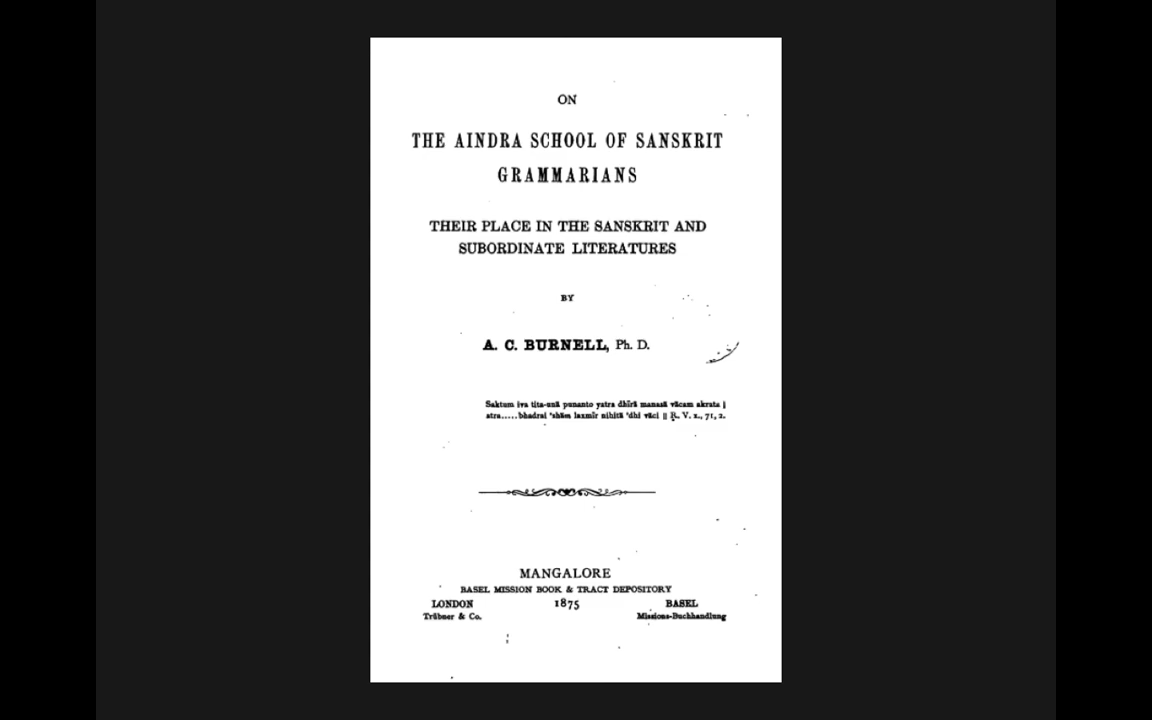 ON
THE AINDRA SCHOOL OF SANSKRIT
GRAMMARIANS
THEIR PLACE IN THE SANSKRIT AND
SUBORDINATE LITERATURES
BY
A. C. BURNELL, Ph. D.
Saktum iva tita-unā punanto yatra dhīrā manasā vācam akrata |
atra.....bhadrai 'shām laxmīr nihitā 'dhi vāci || R̥. V. x., 71, 2.
MANGALORE
BASEL MISSION BOOK & TRACT DEPOSITORY
LONDON 1875 BASEL
Trübner & Co. Missions-Buchhandlung